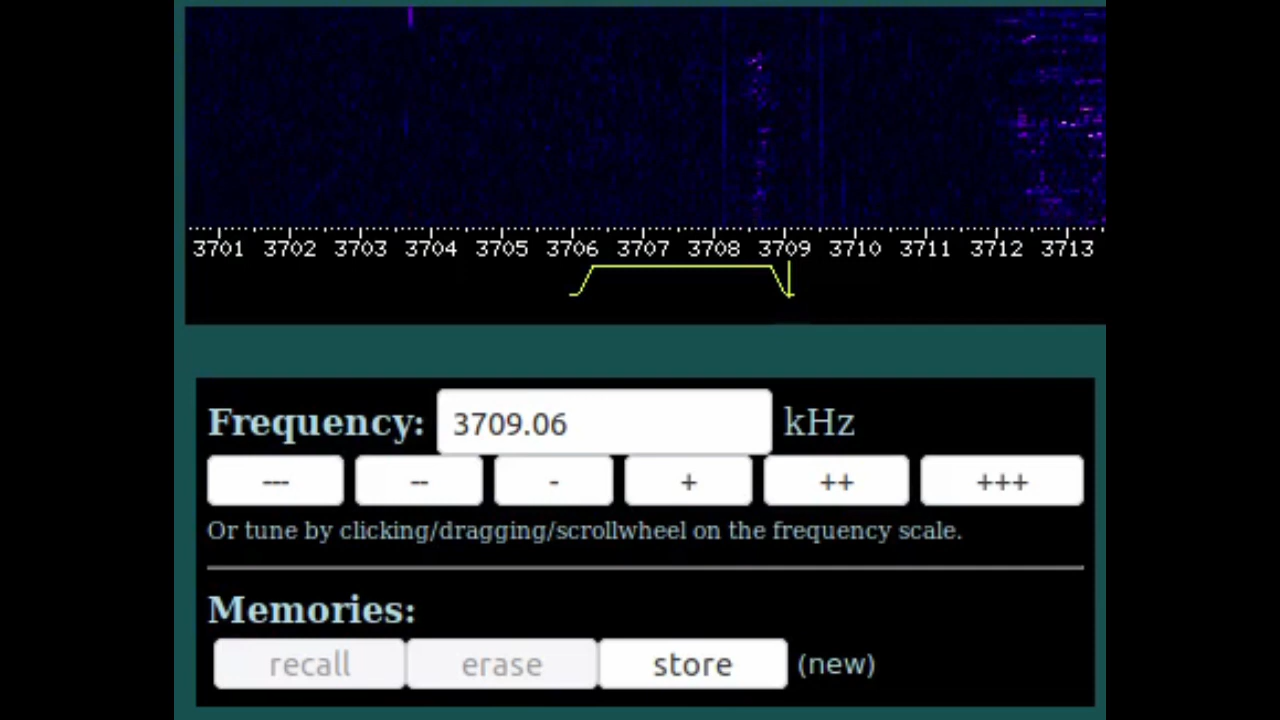 3701 3702 3703 3704 3705 3706 3707 3708 3709 3710 3711 3712 3713
Frequency: 3709.06 kHz
--- -- - + ++ +++
Or tune by clicking/dragging/scrollwheel on the frequency scale.
Memories:
recall erase store (new)